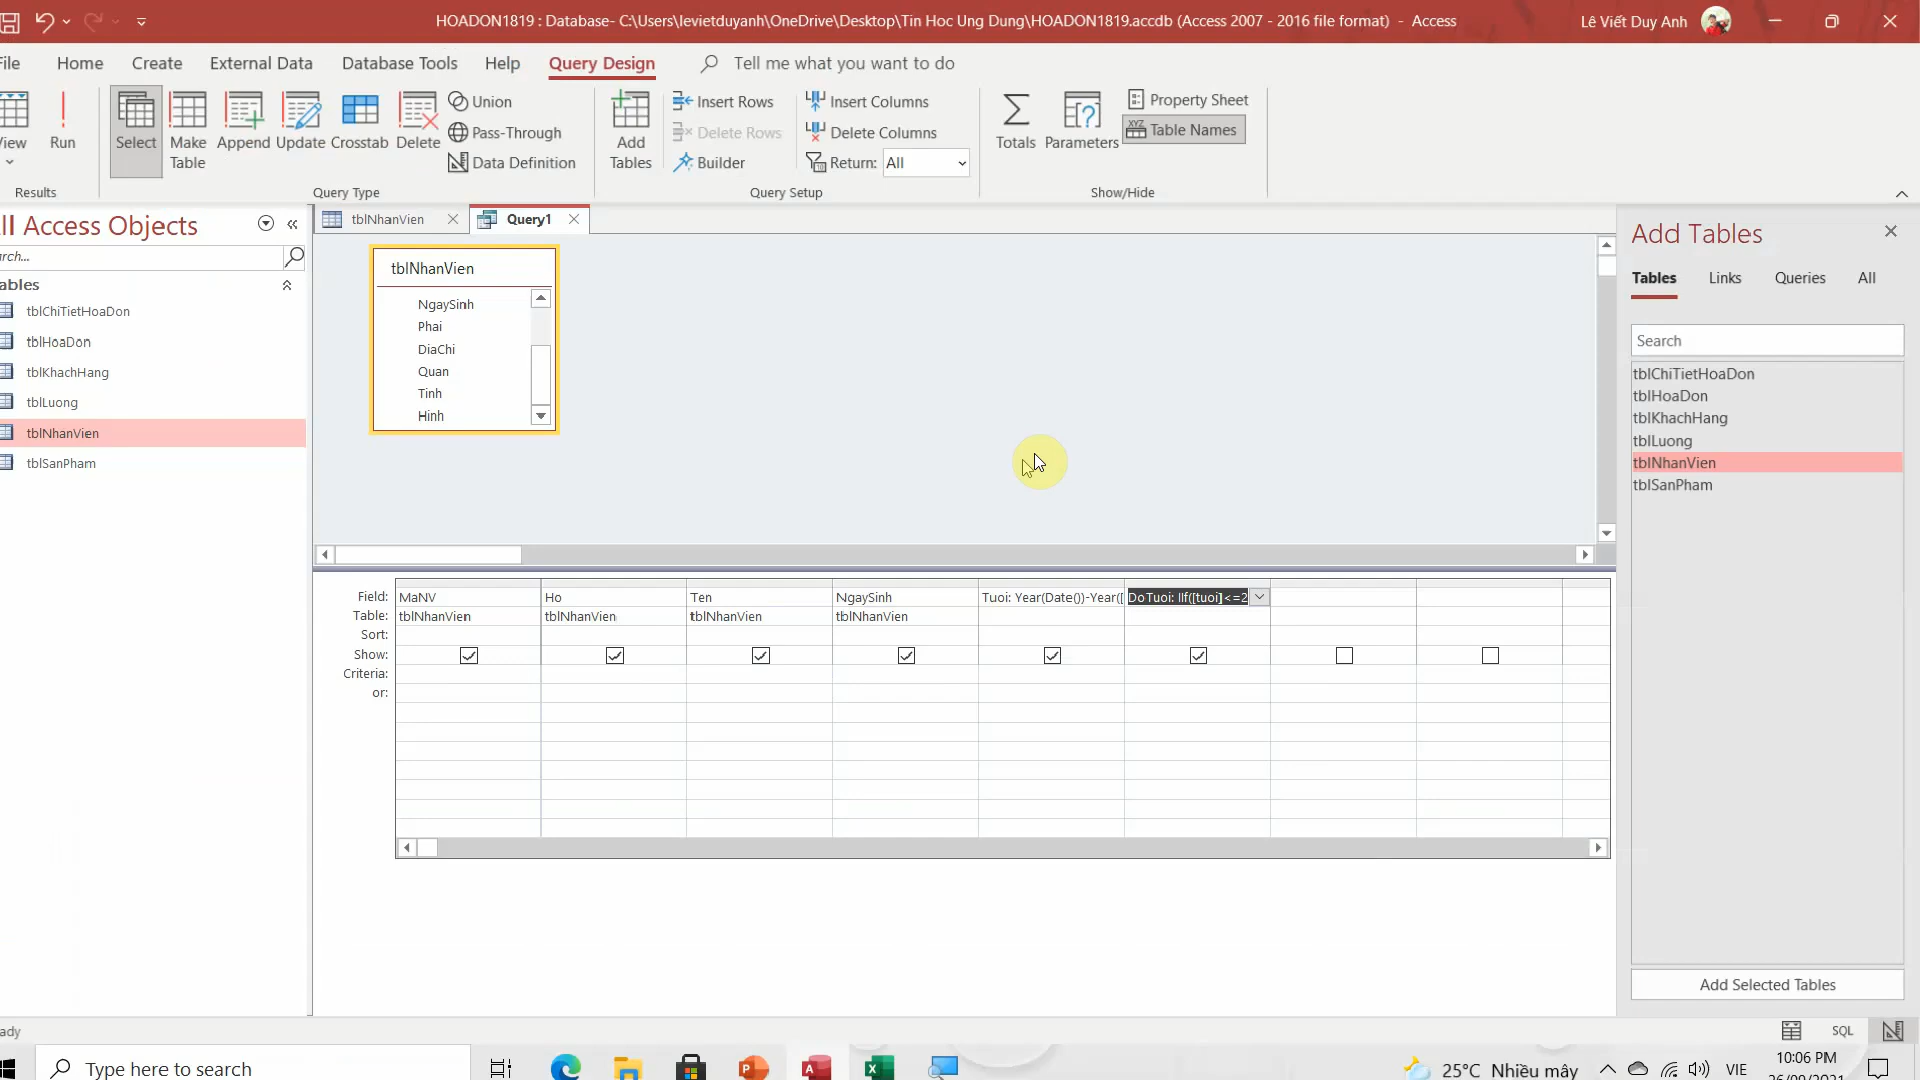 HOADON1819 : Database- C:\Users\levietduyanh\OneDrive\Desktop\Tin Hoc Ung Dung\HOADON1819.accdb (Access 2007 - 2016 file format) - Access
Lê Viết Duy Anh
File Home Create External Data Database Tools Help Query Design Tell me what you want to do
View
Run
Select
Make Table
Append
Update
Crosstab
Delete
Union
Pass-Through
Data Definition
Add Tables
Insert Rows
Delete Rows
Builder
Insert Columns
Delete Columns
Return: All
Totals
Parameters
Property Sheet
XYZ Table Names
Results
Query Type
Query Setup
Show/Hide
ll Access Objects
rch...
ables
tblChiTietHoaDon
tblHoaDon
tblKhachHang
tblLuong
tblNhanVien
tblSanPham
tblNhanVien
Query1
tblNhanVien
NgaySinh
Phai
DiaChi
Quan
Tinh
Hinh
Field: MaNV Ho Ten NgaySinh Tuoi: Year(Date())-Year([ DoTuoi: IIf([tuoi]<=2
Table: tblNhanVien tblNhanVien tblNhanVien tblNhanVien
Sort:
Show:
Criteria:
or:
Add Tables
Tables Links Queries All
Search
tblChiTietHoaDon
tblHoaDon
tblKhachHang
tblLuong
tblNhanVien
tblSanPham
Add Selected Tables
ady
SQL
Type here to search
25°C Nhiều mây
VIE
10:06 PM